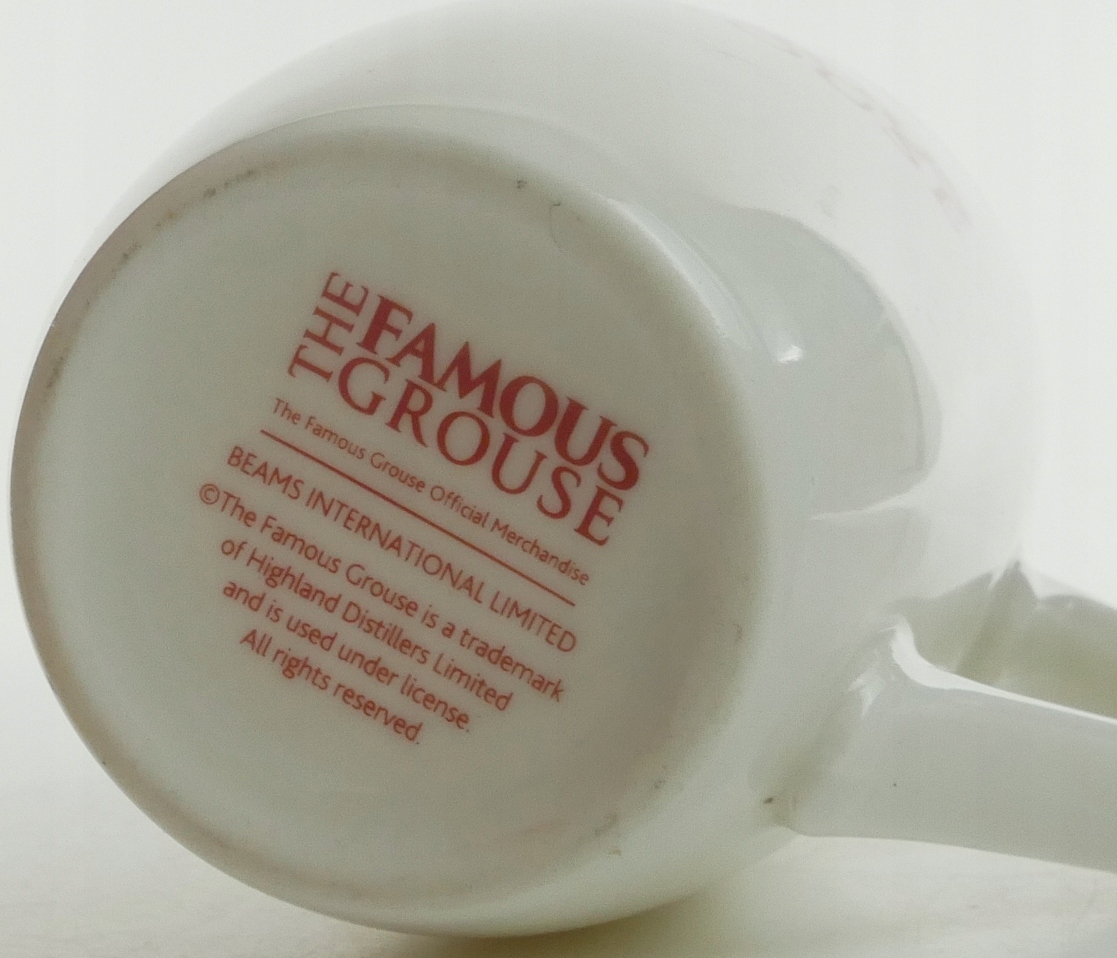 THE FAMOUS
GROUSE
The Famous Grouse Official Merchandise
BEAMS INTERNATIONAL LIMITED
©The Famous Grouse is a trademark
of Highland Distillers Limited
and is used under license.
All rights reserved.